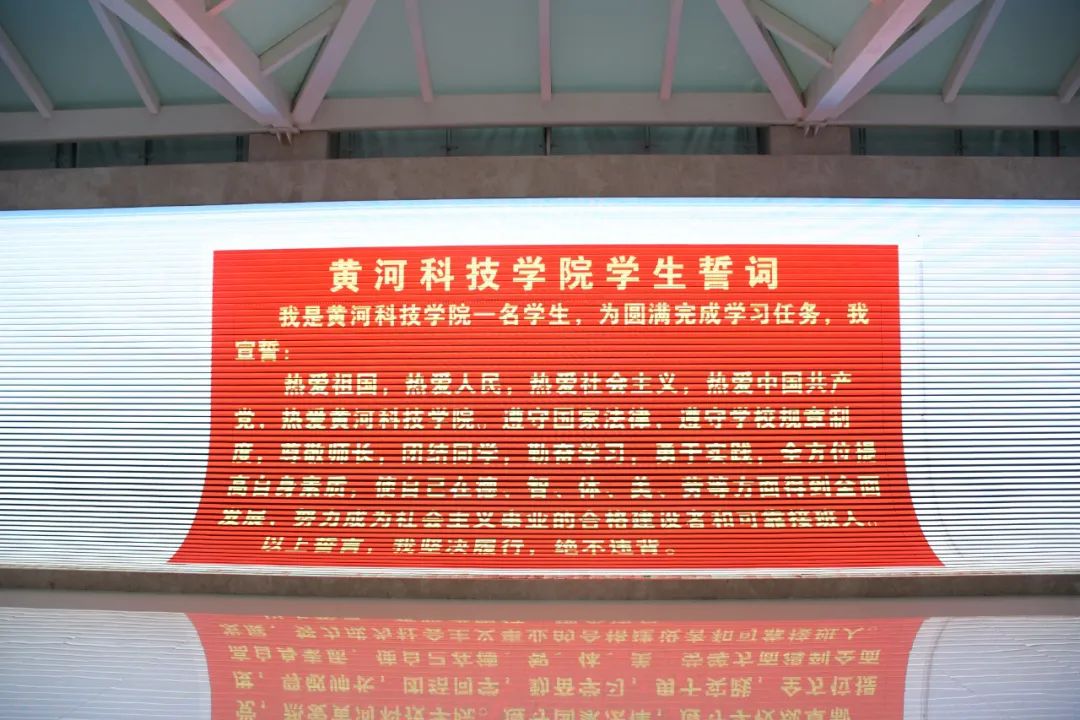 黄河科技学院学生誓词
我是黄河科技学院一名学生，为圆满完成学习任务，我
宣誓：
热爱祖国，热爱人民，热爱社会主义，热爱中国共产
党，热爱黄河科技学院。遵守国家法律，遵守学校规章制
度，尊敬师长，团结同学，勤奋学习，勇于实践，全方位提
高自身素质，使自己在德、智、体、美、劳等方面得到全面
发展，努力成为社会主义事业的合格建设者和可靠接班人。
以上誓言，我坚决履行，绝不违背。